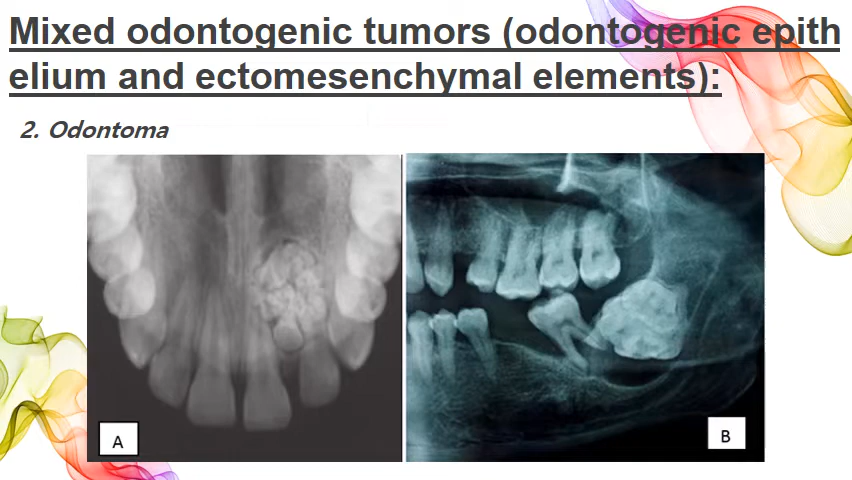 Mixed odontogenic tumors (odontogenic epith
elium and ectomesenchymal elements):
2. Odontoma
A
B